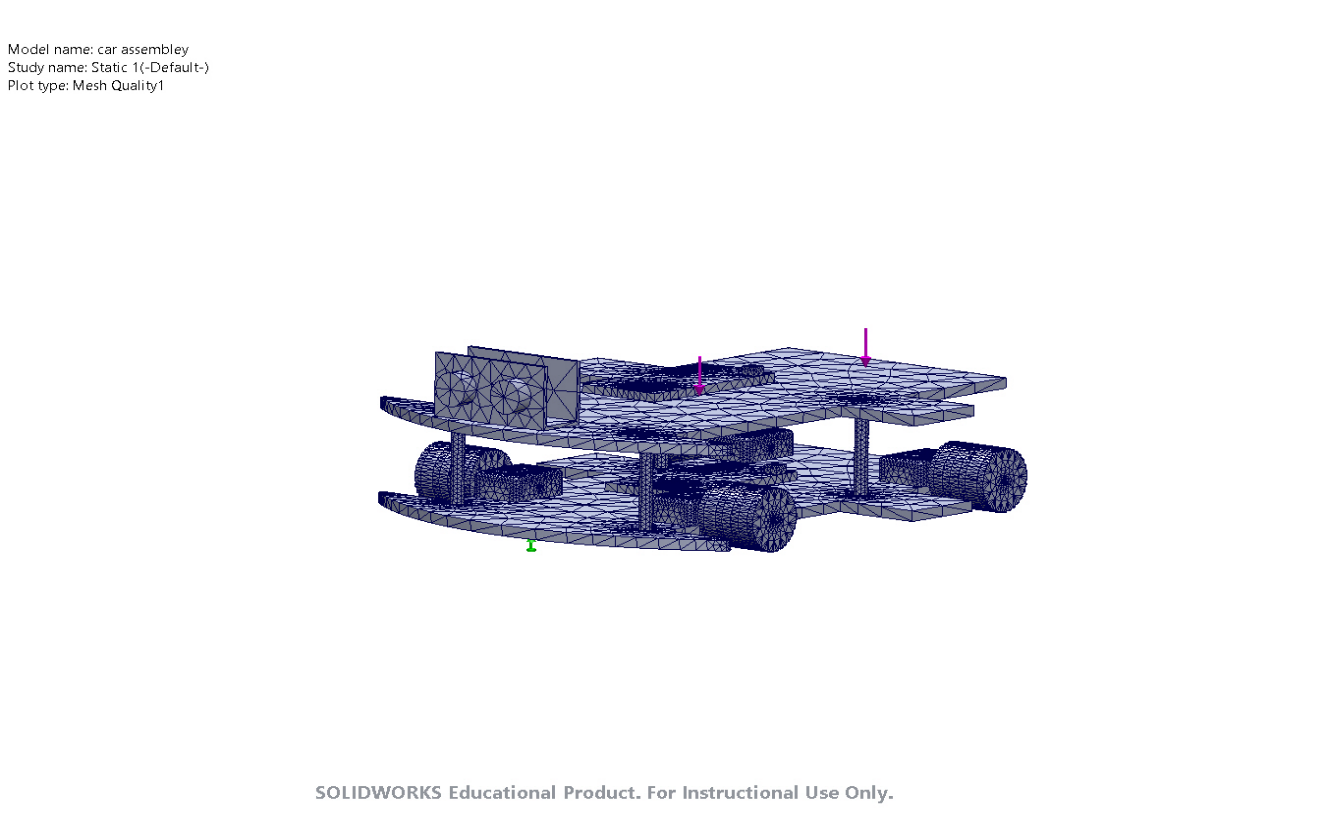 Model name: car assembley
Study name: Static 1(-Default-)
Plot type: Mesh Quality1
SOLIDWORKS Educational Product. For Instructional Use Only.